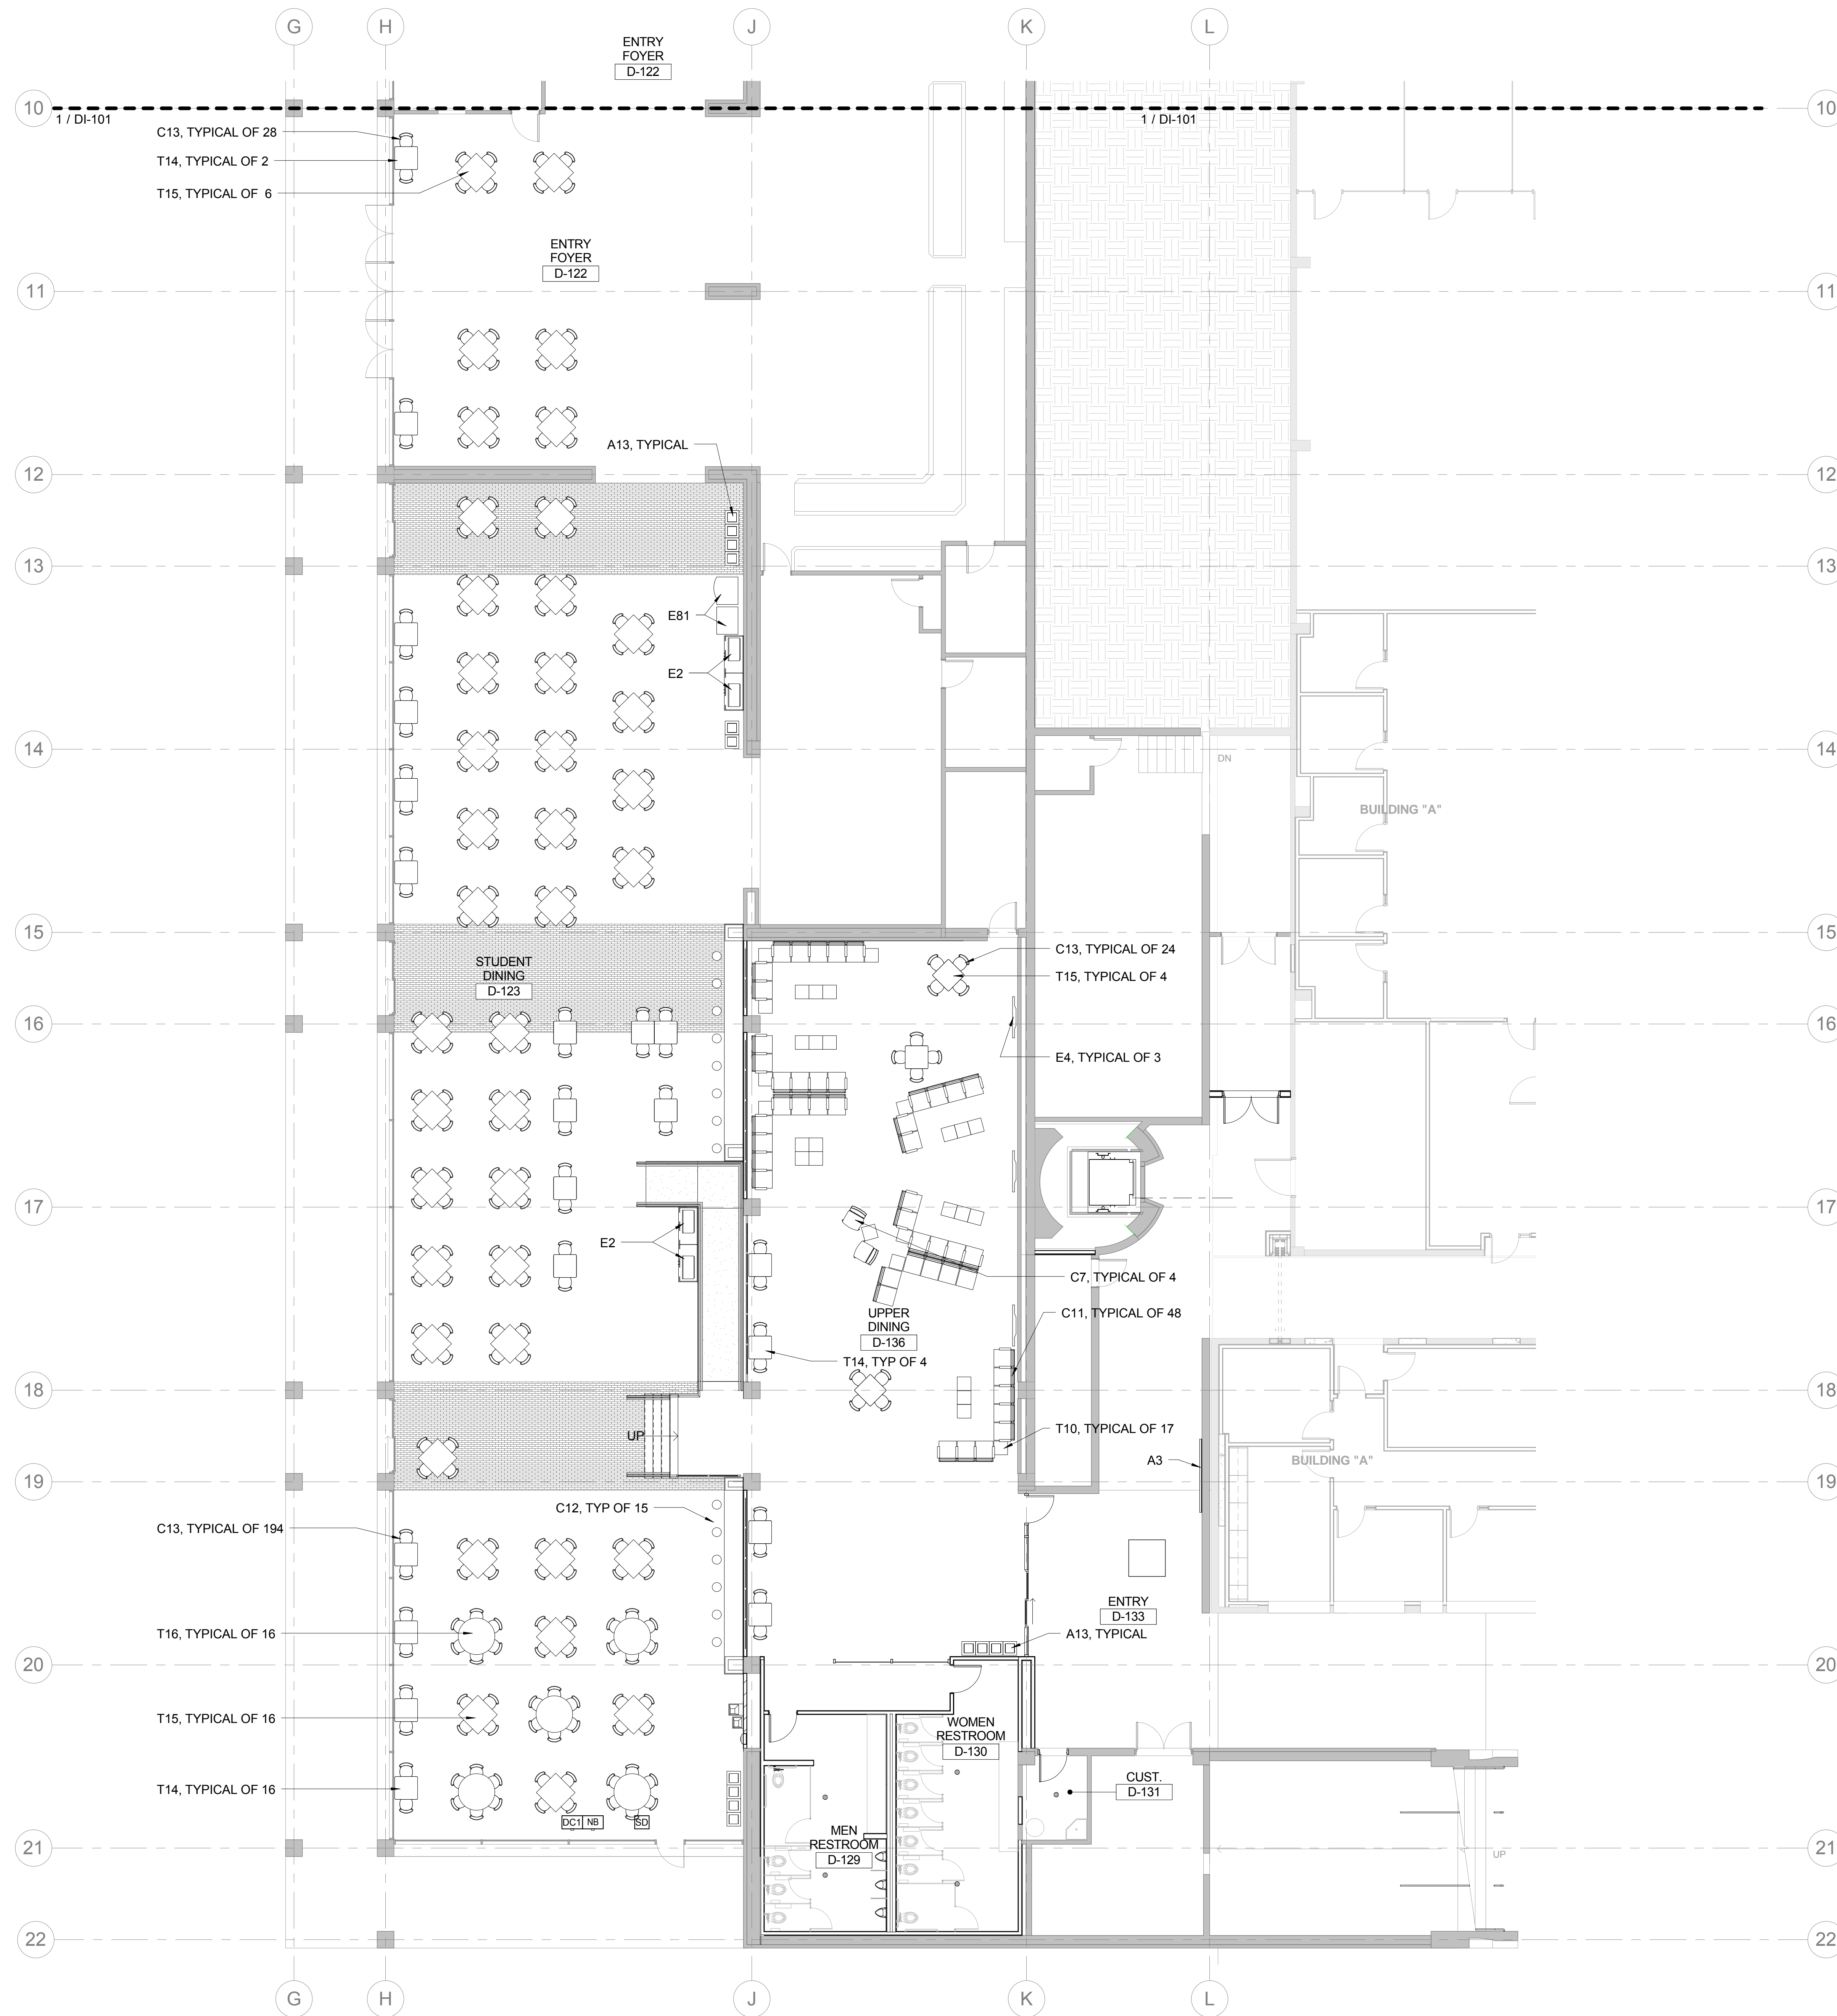 G
H
J
K
L
ENTRY
FOYER
D-122
10
10
1 / DI-101
1 / DI-101
C13, TYPICAL OF 28
T14, TYPICAL OF 2
T15, TYPICAL OF  6
ENTRY
FOYER
D-122
11
11
A13, TYPICAL
12
12
13
13
E81
E2
14
14
DN
BUILDING "A"
15
15
C13, TYPICAL OF 24
STUDENT
DINING
D-123
T15, TYPICAL OF 4
16
16
E4, TYPICAL OF 3
17
17
E2
C7, TYPICAL OF 4
UPPER
DINING
D-136
C11, TYPICAL OF 48
T14, TYP OF 4
18
18
UP
T10, TYPICAL OF 17
A3
BUILDING "A"
19
19
C12, TYP OF 15
C13, TYPICAL OF 194
ENTRY
D-133
T16, TYPICAL OF 16
A13, TYPICAL
20
20
T15, TYPICAL OF 16
WOMEN
RESTROOM
D-130
CUST.
D-131
T14, TYPICAL OF 16
DC1
NB
SD
MEN
RESTROOM
D-129
21
21
UP
22
22
G
H
J
K
L